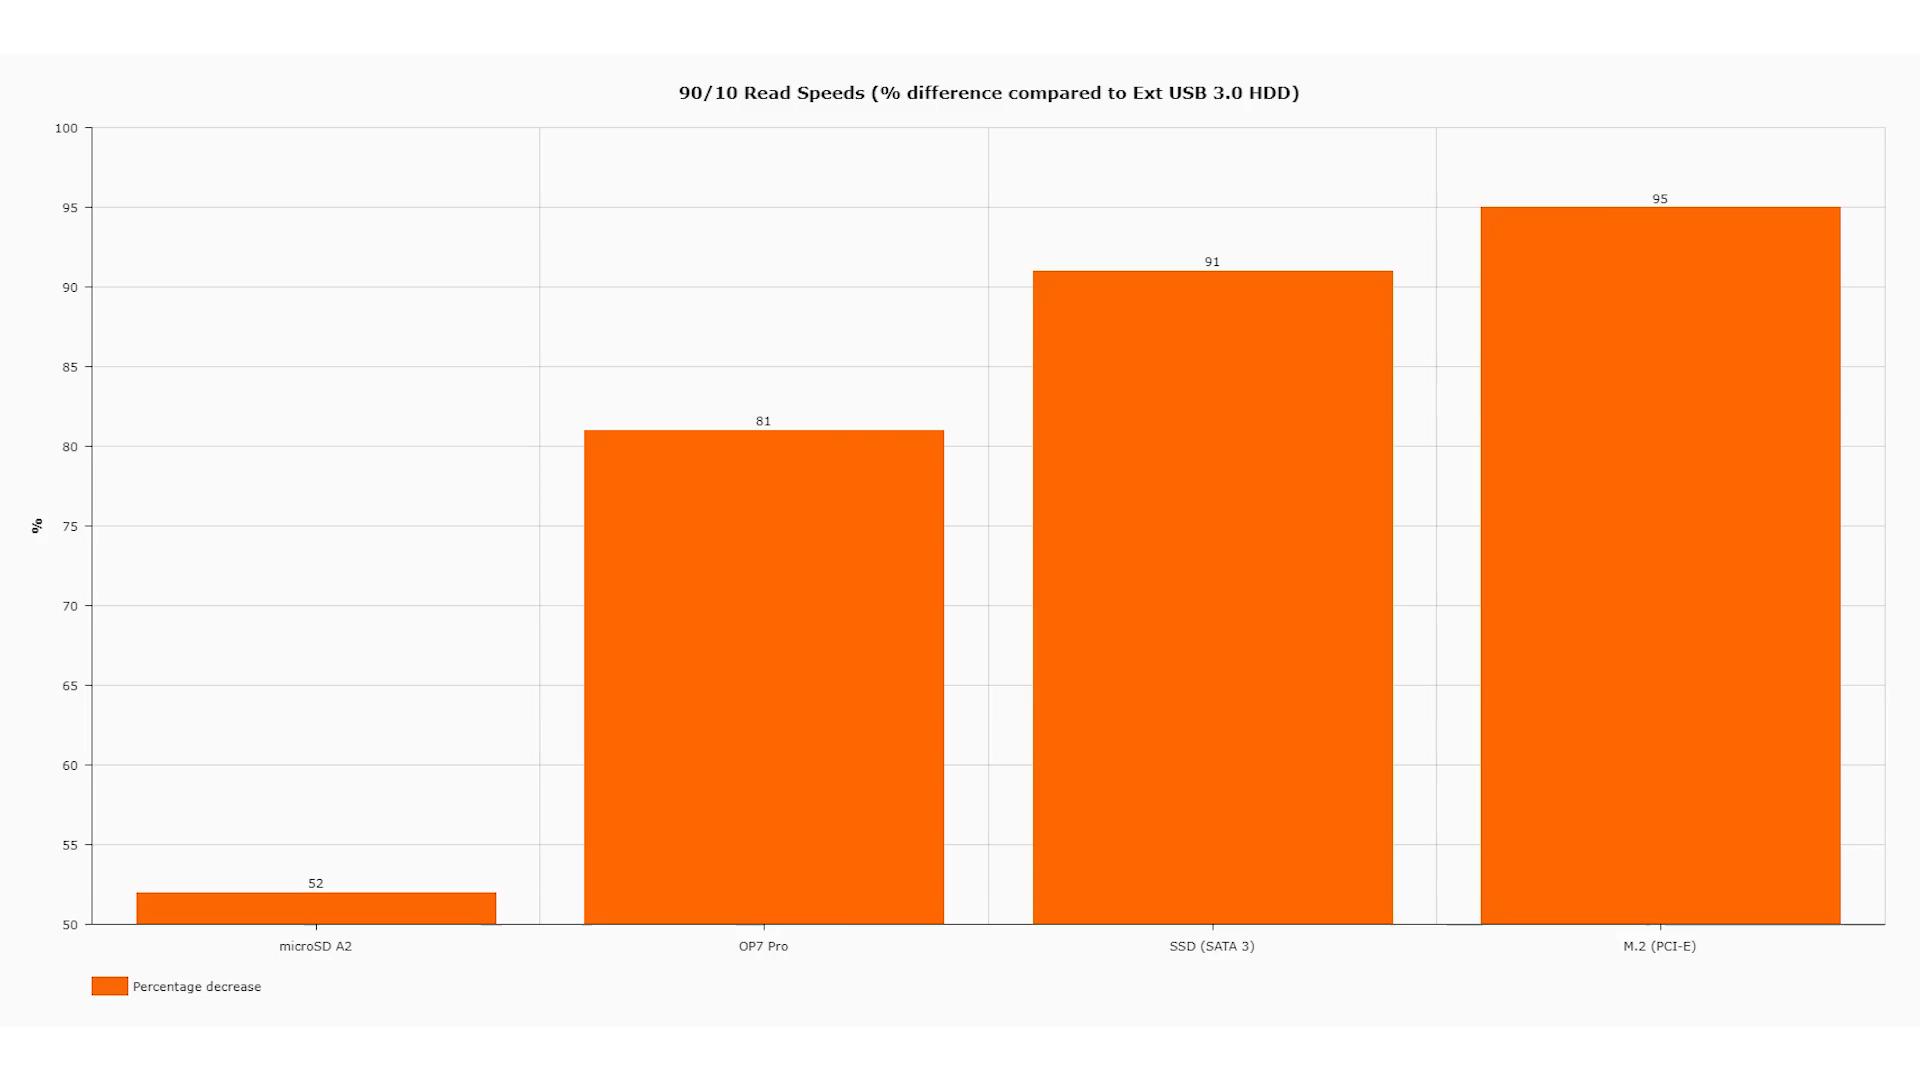 90/10 Read Speeds (% difference compared to Ext USB 3.0 HDD)
100
95
90
85
80
75
70
65
60
55
50
%
52
81
91
95
microSD A2
OP7 Pro
SSD (SATA 3)
M.2 (PCI-E)
Percentage decrease